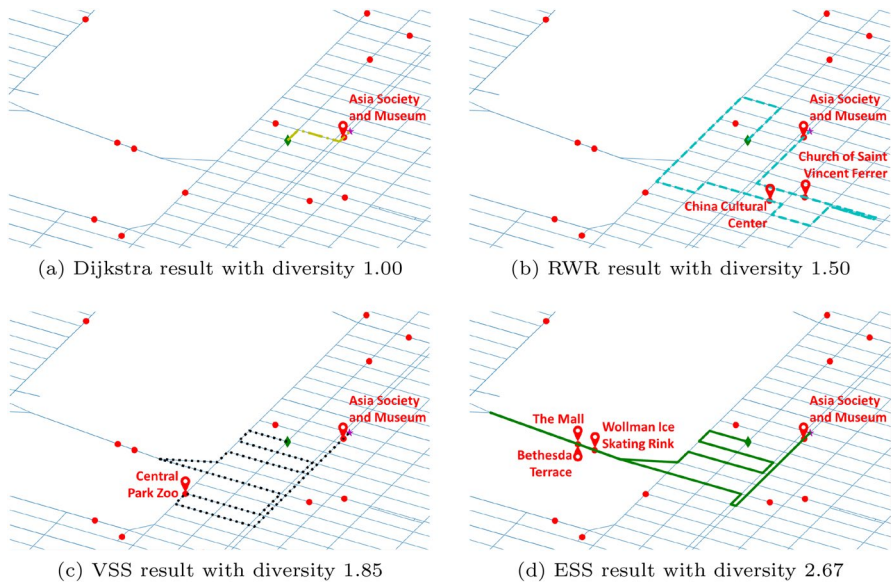 Asia Society
and Museum
(a) Dijkstra result with diversity 1.00
Asia Society
and Museum
Church of Saint
Vincent Ferrer
China Cultural
Center
(b) RWR result with diversity 1.50
Asia Society
and Museum
Central
Park Zoo
(c) VSS result with diversity 1.85
The Mall
Wollman Ice
Skating Rink
Bethesda
Terrace
Asia Society
and Museum
(d) ESS result with diversity 2.67